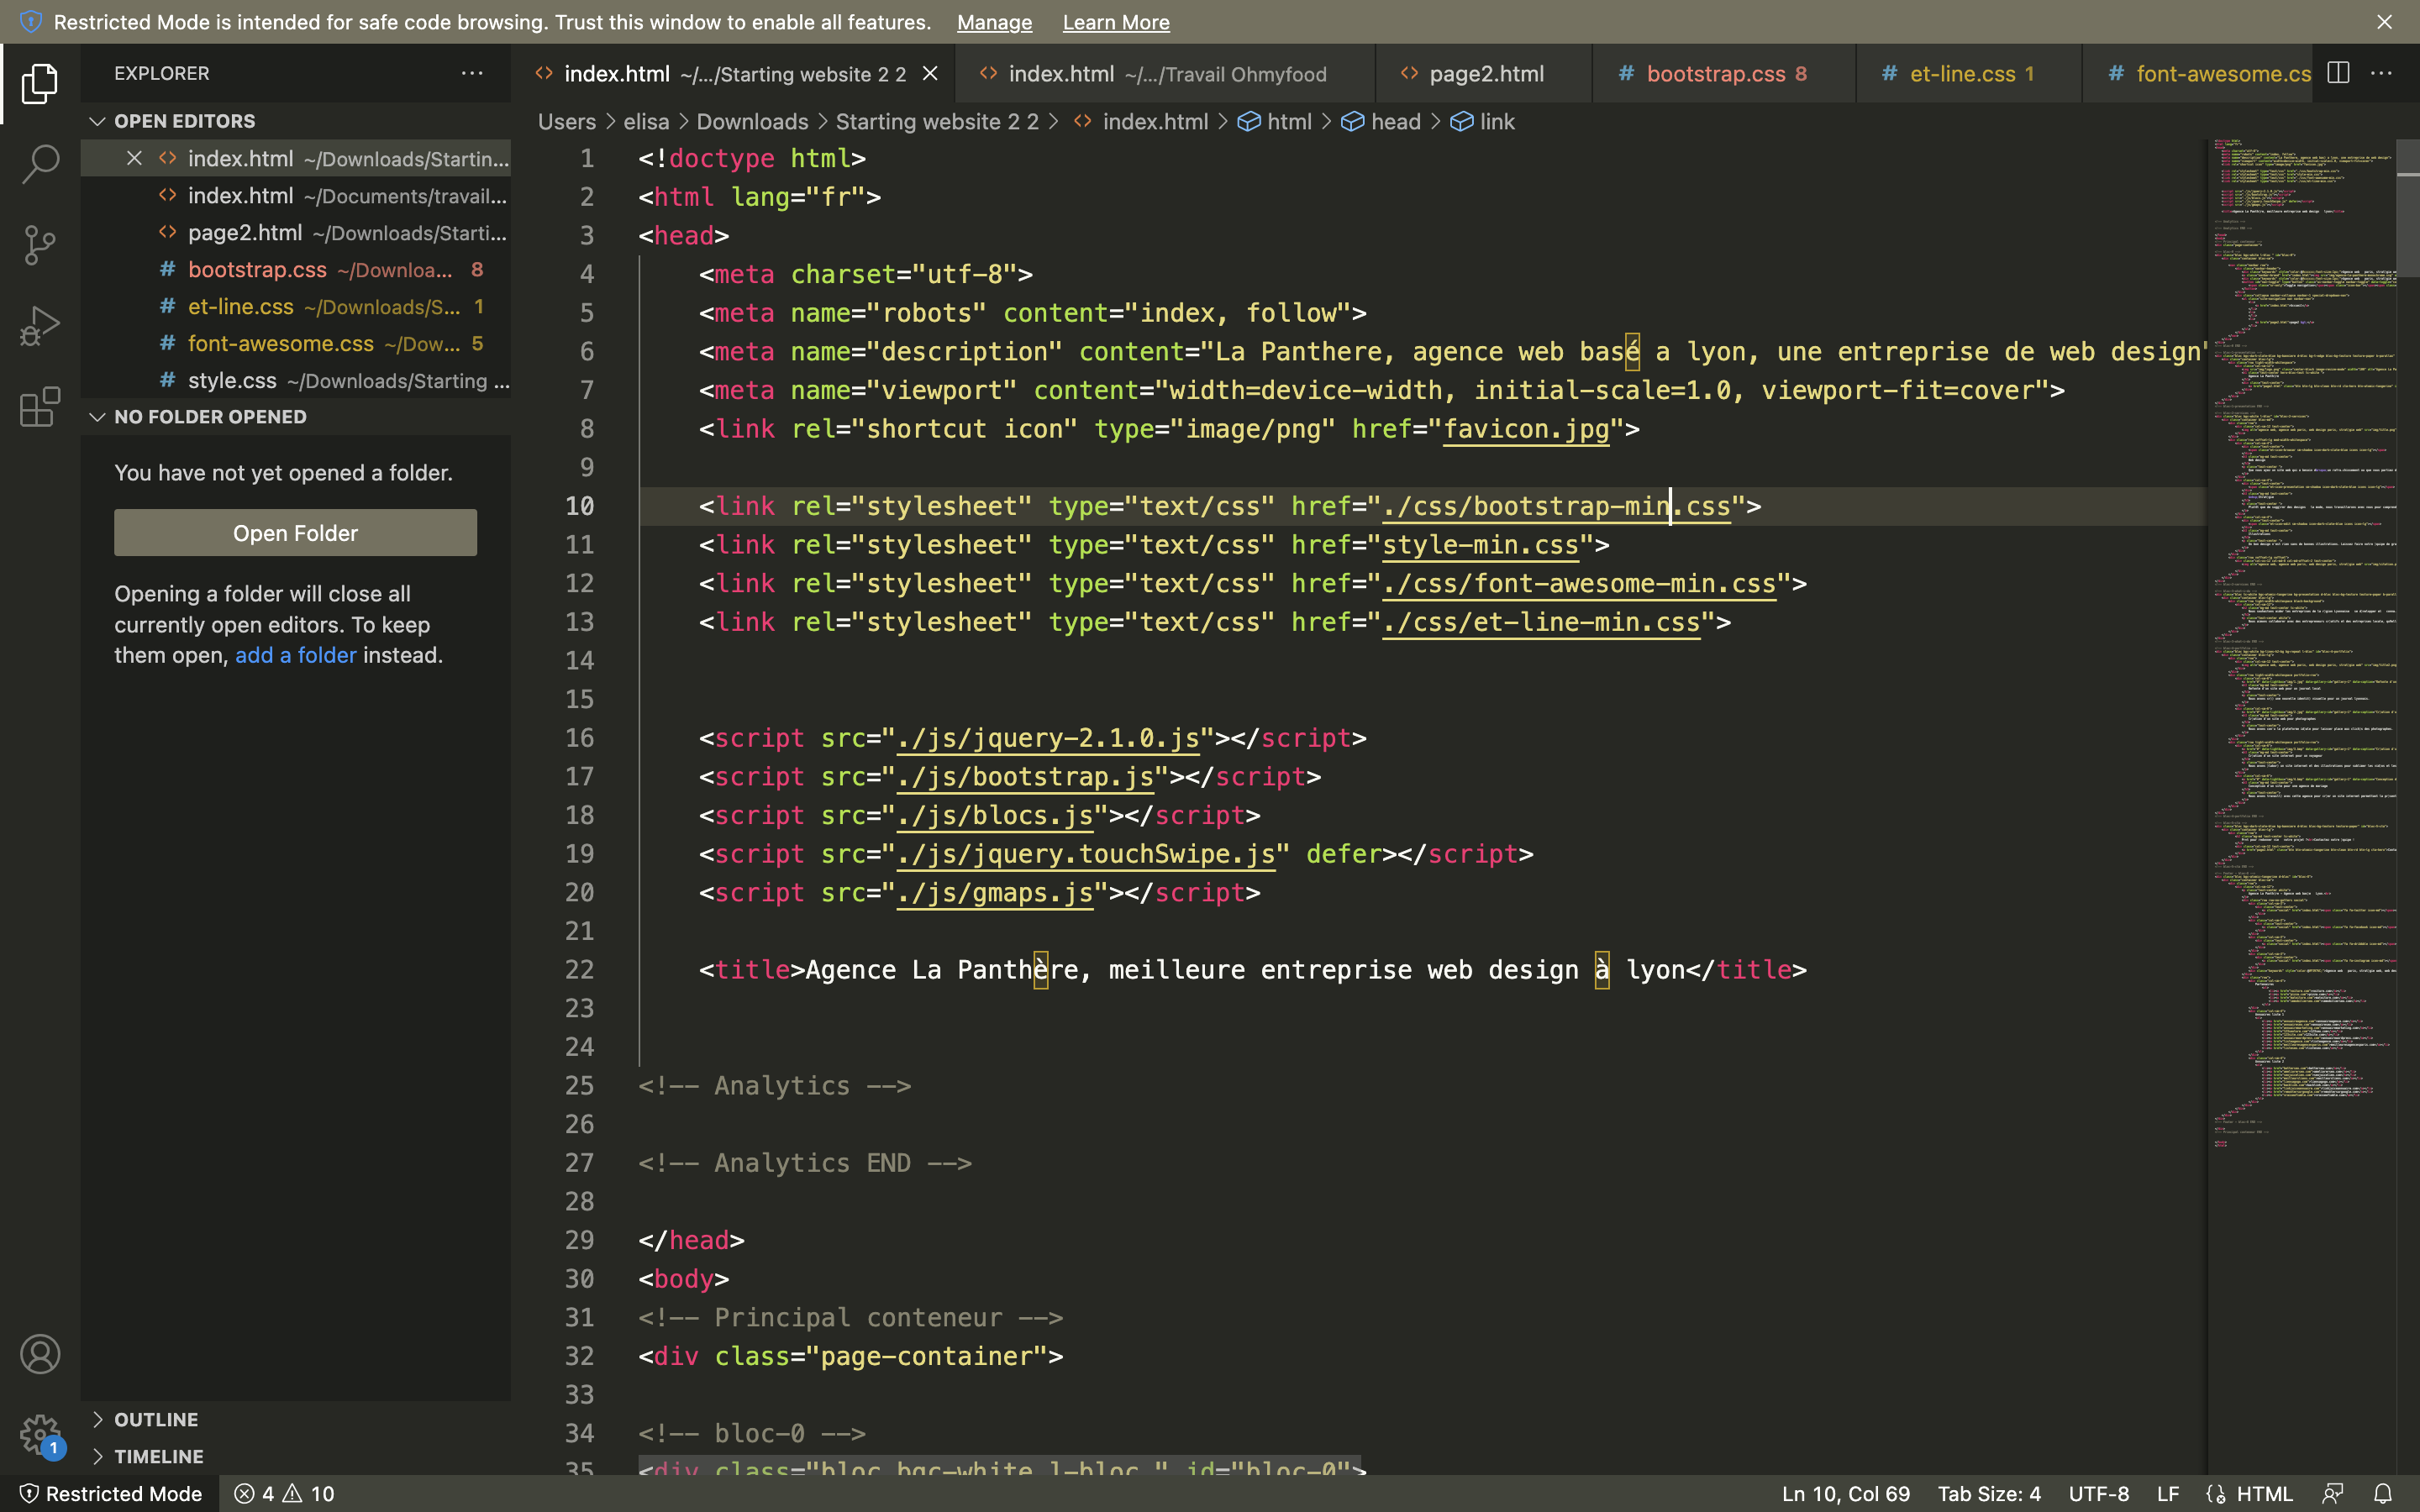 Restricted Mode is intended for safe code browsing. Trust this window to enable all features. Manage Learn More
EXPLORER
OPEN EDITORS
index.html ~/Downloads/Startin...
index.html ~/Documents/travail...
page2.html ~/Downloads/Starti...
# bootstrap.css ~/Downloa... 8
# et-line.css ~/Downloads/S... 1
# font-awesome.css ~/Dow... 5
# style.css ~/Downloads/Starting ...
NO FOLDER OPENED
You have not yet opened a folder.
Open Folder
Opening a folder will close all
currently open editors. To keep
them open, add a folder instead.
OUTLINE
TIMELINE
1
index.html ~/.../Starting website 2 2
index.html ~/.../Travail Ohmyfood
page2.html
# bootstrap.css 8
# et-line.css 1
# font-awesome.cs
Users > elisa > Downloads > Starting website 2 2 > index.html > html > head > link
1 <!doctype html>
2 <html lang="fr">
3 <head>
4 <meta charset="utf-8">
5 <meta name="robots" content="index, follow">
6 <meta name="description" content="La Panthere, agence web basé a lyon, une entreprise de web design"
7 <meta name="viewport" content="width=device-width, initial-scale=1.0, viewport-fit=cover">
8 <link rel="shortcut icon" type="image/png" href="favicon.jpg">
9
10 <link rel="stylesheet" type="text/css" href="./css/bootstrap-min.css">
11 <link rel="stylesheet" type="text/css" href="style-min.css">
12 <link rel="stylesheet" type="text/css" href="./css/font-awesome-min.css">
13 <link rel="stylesheet" type="text/css" href="./css/et-line-min.css">
14
15
16 <script src="./js/jquery-2.1.0.js"></script>
17 <script src="./js/bootstrap.js"></script>
18 <script src="./js/blocs.js"></script>
19 <script src="./js/jquery.touchSwipe.js" defer></script>
20 <script src="./js/gmaps.js"></script>
21
22 <title>Agence La Panthère, meilleure entreprise web design à lyon</title>
23
24
25 <!-- Analytics -->
26
27 <!-- Analytics END -->
28
29 </head>
30 <body>
31 <!-- Principal conteneur -->
32 <div class="page-container">
33
34 <!-- bloc-0 -->
35 <div class="bloc bgc-white l-bloc " id="bloc-0">
Restricted Mode 4 10
Ln 10, Col 69 Tab Size: 4 UTF-8 LF HTML